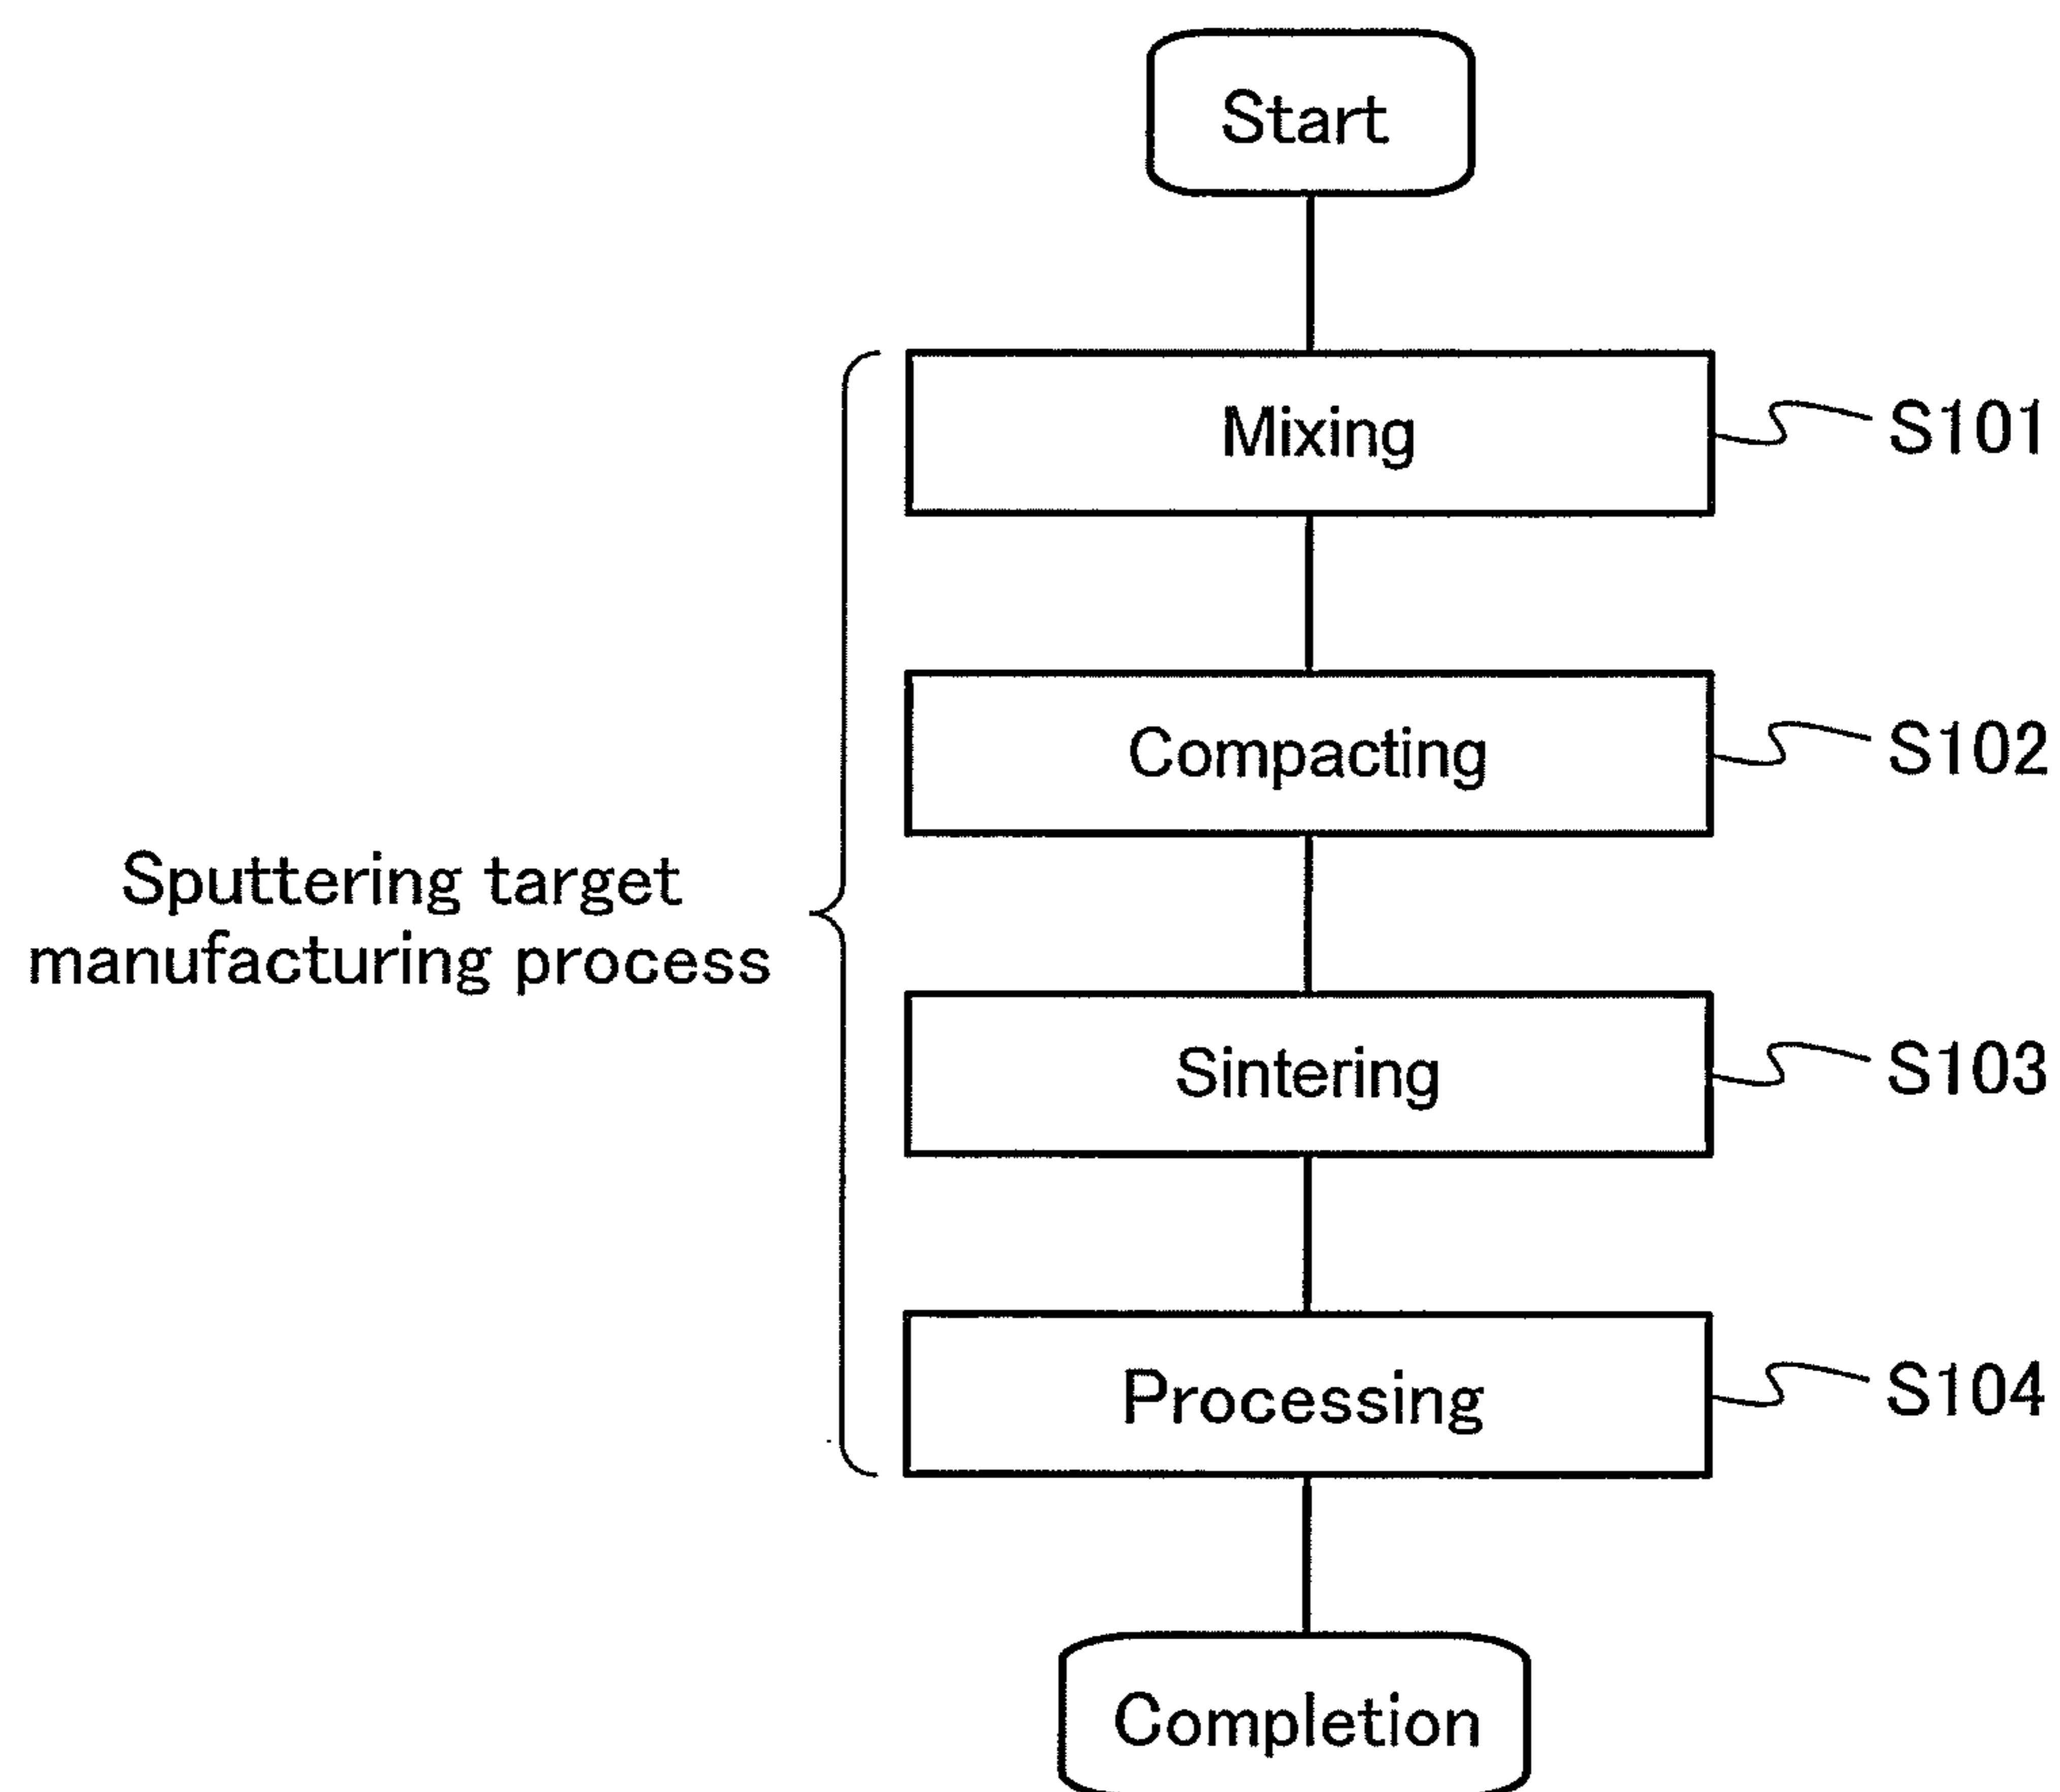 Start
Mixing
S101
Compacting
S102
Sputtering target
manufacturing process
Sintering
S103
Processing
S104
Completion